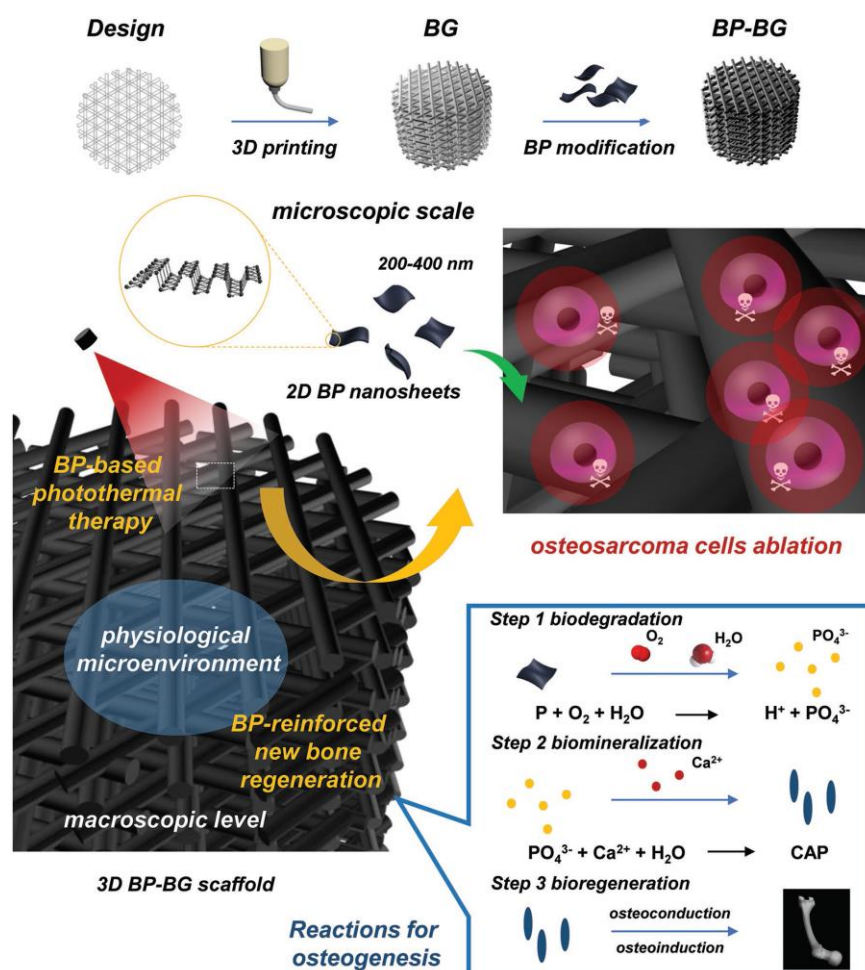 Design
BG
BP-BG
3D printing
BP modification
microscopic scale
200-400 nm
2D BP nanosheets
BP-based
photothermal
therapy
osteosarcoma cells ablation
physiological
microenvironment
BP-reinforced
new bone
regeneration
macroscopic level
3D BP-BG scaffold
Reactions for
osteogenesis
Step 1 biodegradation
O₂
H₂O
PO₄³⁻
P + O₂ + H₂O → H⁺ + PO₄³⁻
Step 2 biomineralization
Ca²⁺
PO₄³⁻ + Ca²⁺ + H₂O → CAP
Step 3 bioregeneration
osteoconduction
osteoinduction